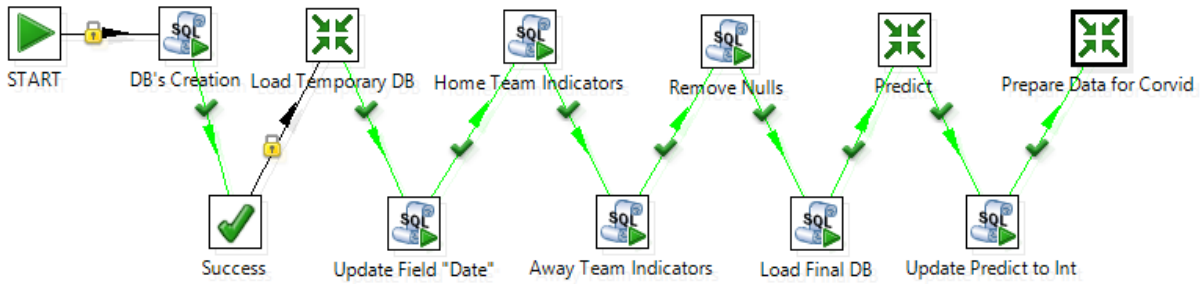 START
SQL
DB's Creation
Load Temporary DB
SQL
Home Team Indicators
SQL
Remove Nulls
Predict
Prepare Data for Corvid
Success
SQL
Update Field "Date"
SQL
Away Team Indicators
SQL
Load Final DB
SQL
Update Predict to Int